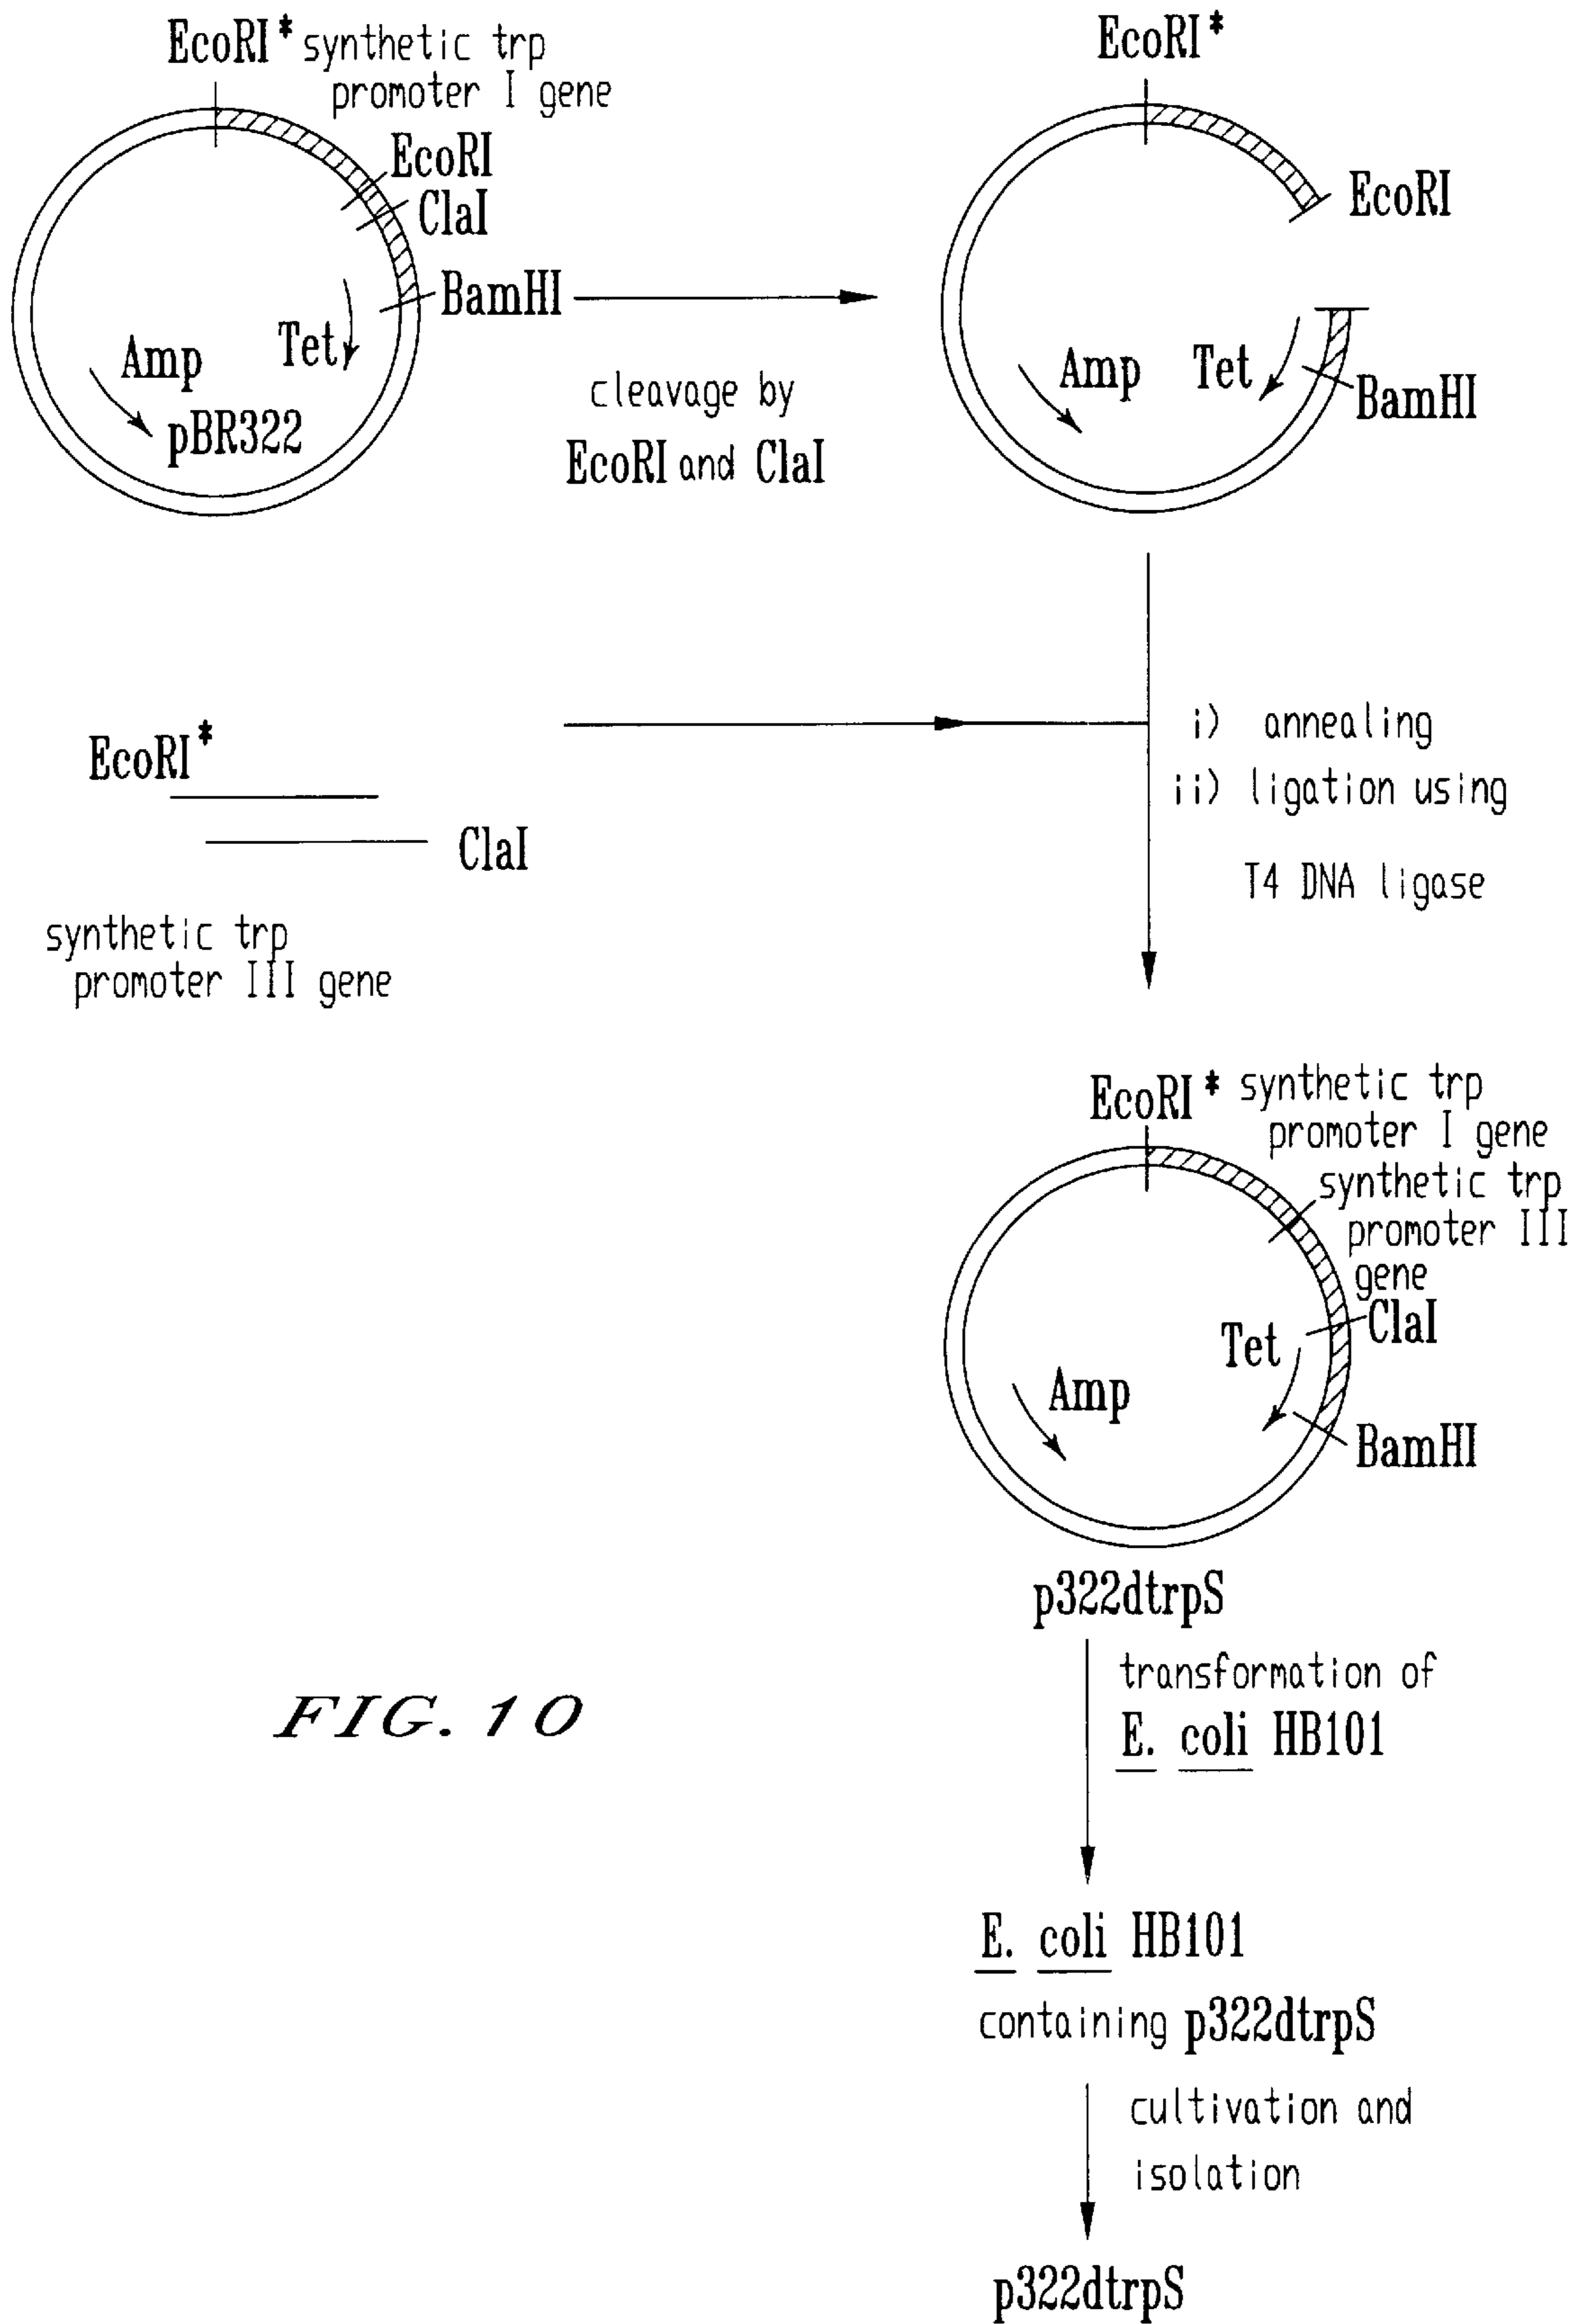 EcoRI* synthetic trp
promoter I gene
EcoRI
ClaI
BamHI
Tet
Amp
pBR322
cleavage by
EcoRI and ClaI
EcoRI*
EcoRI
Amp
Tet
BamHI
EcoRI*
ClaI
synthetic trp
promoter III gene
i) annealing
ii) ligation using
T4 DNA ligase
EcoRI* synthetic trp
promoter I gene
synthetic trp
promoter III
gene
ClaI
Tet
Amp
BamHI
p322dtrpS
transformation of
E. coli HB101
FIG. 10
E. coli HB101
containing p322dtrpS
cultivation and
isolation
p322dtrpS